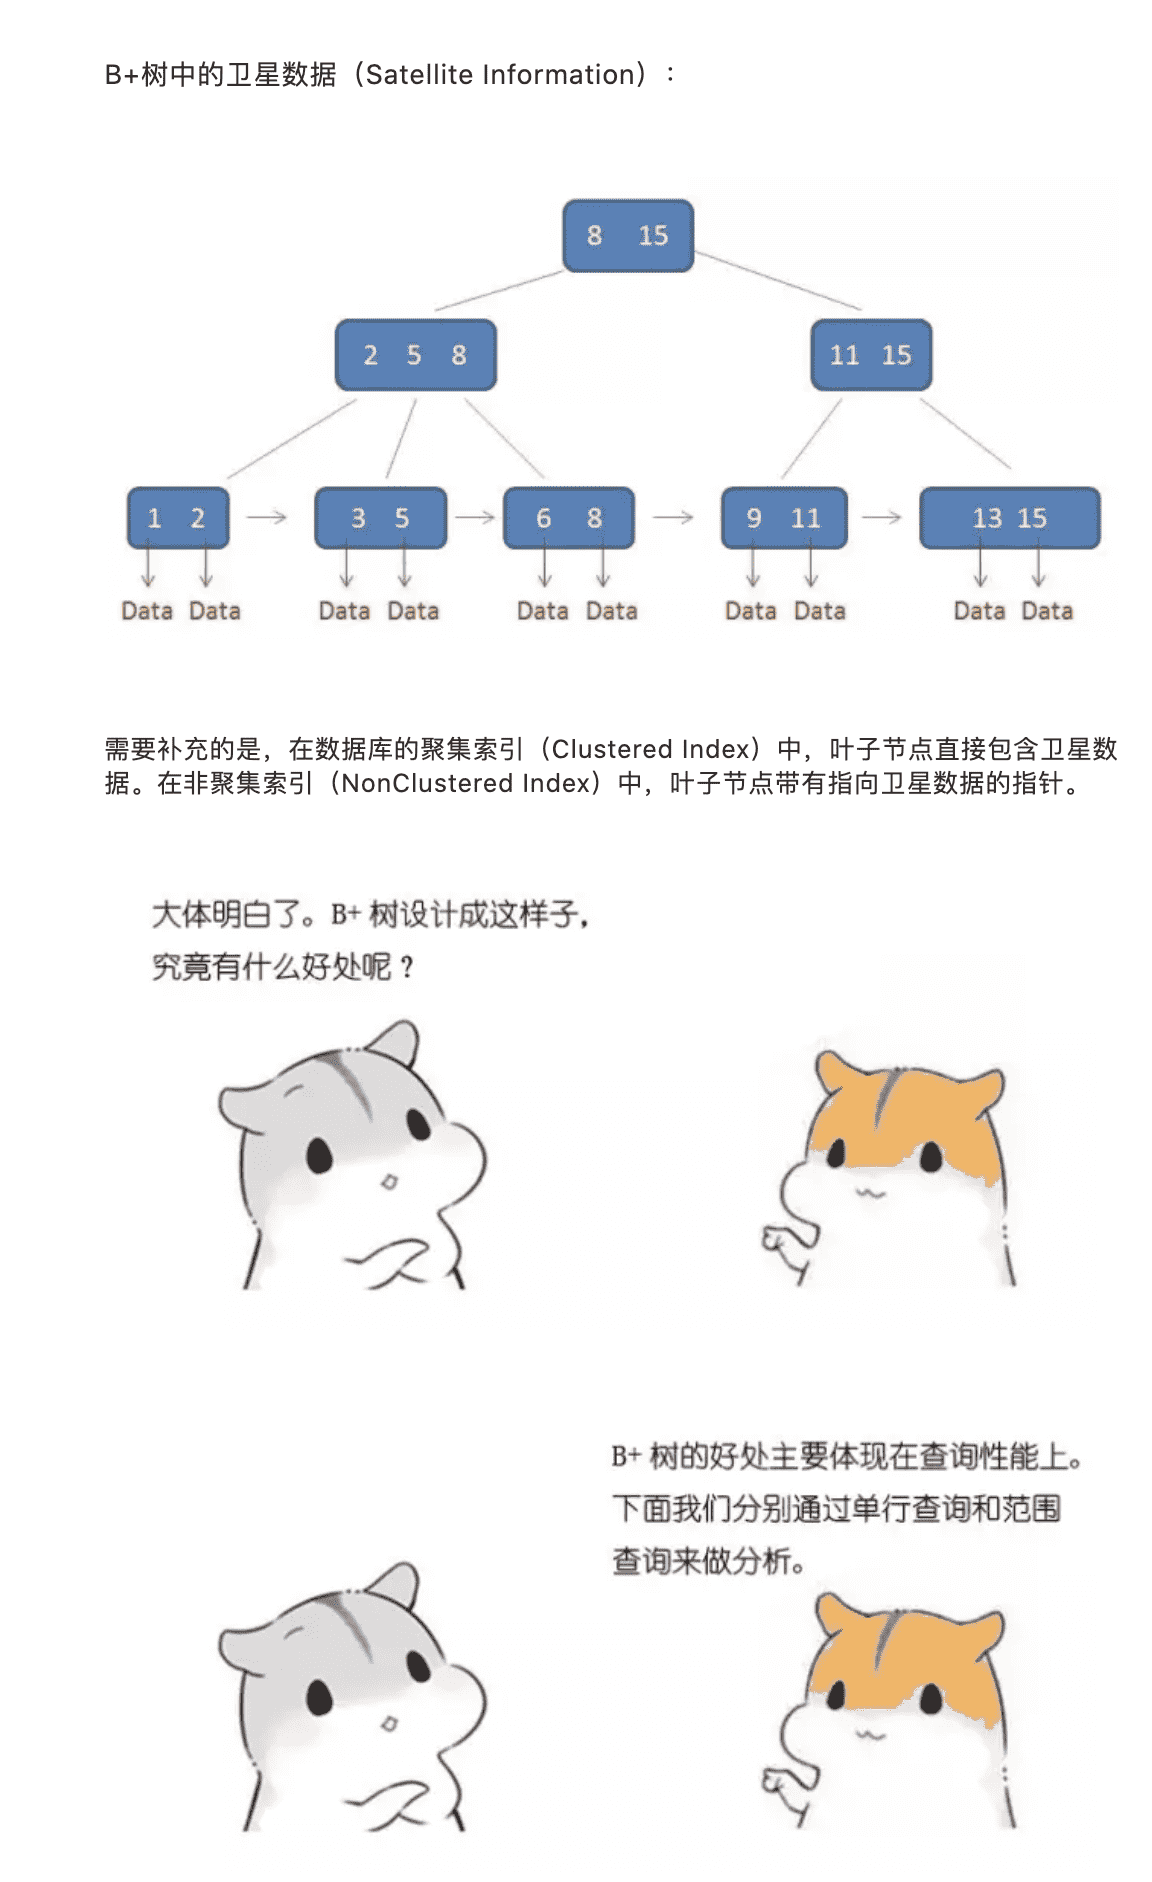 B+树中的卫星数据（Satellite Information）：
8 15
2 5 8
11 15
1 2
3 5
6 8
9 11
13 15
Data Data
Data Data
Data Data
Data Data
Data Data
需要补充的是，在数据库的聚集索引（Clustered Index）中，叶子节点直接包含卫星数
据。在非聚集索引（NonClustered Index）中，叶子节点带有指向卫星数据的指针。
大体明白了。B+ 树设计成这样子，
究竟有什么好处呢？
B+ 树的好处主要体现在查询性能上。
下面我们分别通过单行查询和范围
查询来做分析。